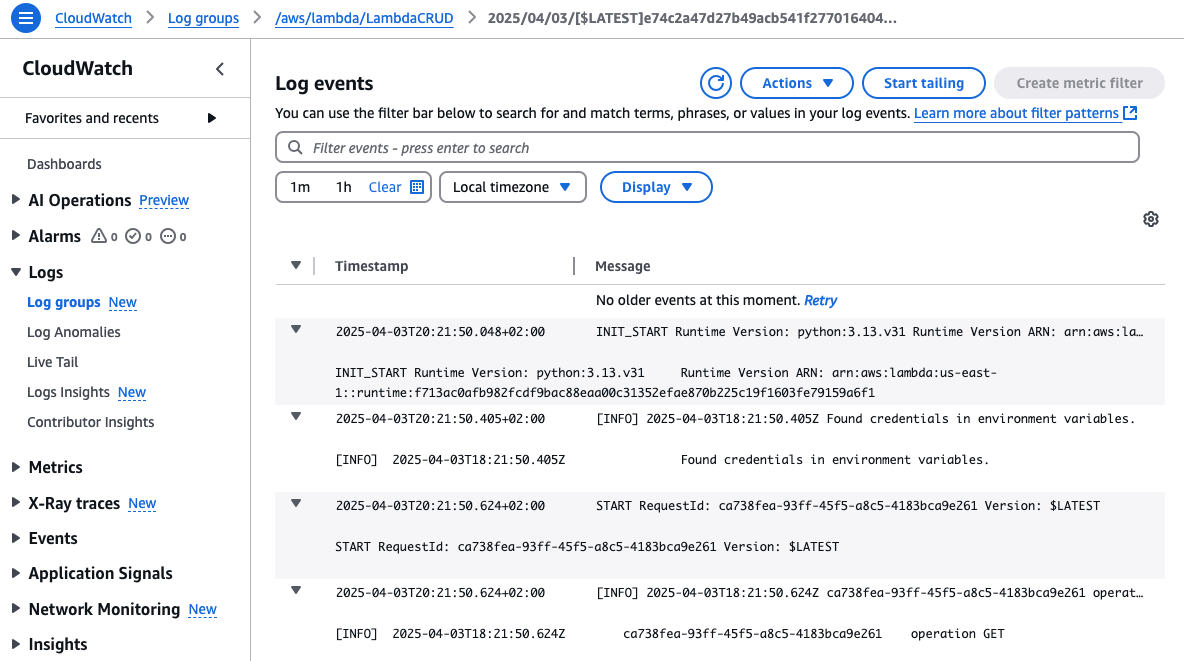 CloudWatch > Log groups > /aws/lambda/LambdaCRUD > 2025/04/03/[$LATEST]e74c2a47d27b49acb541f277016404...
CloudWatch
Favorites and recents
Dashboards
AI Operations Preview
Alarms 0 0 0
Logs
Log groups New
Log Anomalies
Live Tail
Logs Insights New
Contributor Insights
Metrics
X-Ray traces New
Events
Application Signals
Network Monitoring New
Insights
Log events
Actions
Start tailing
Create metric filter
You can use the filter bar below to search for and match terms, phrases, or values in your log events. Learn more about filter patterns
Filter events - press enter to search
1m 1h Clear
Local timezone
Display
Timestamp Message
No older events at this moment. Retry
2025-04-03T20:21:50.048+02:00 INIT_START Runtime Version: python:3.13.v31 Runtime Version ARN: arn:aws:la...
INIT_START Runtime Version: python:3.13.v31 Runtime Version ARN: arn:aws:lambda:us-east-
1::runtime:f713ac0afb982fcdf9bac88eaa00c31352efae870b225c19f1603fe79159a6f1
2025-04-03T20:21:50.405+02:00 [INFO] 2025-04-03T18:21:50.405Z Found credentials in environment variables.
[INFO] 2025-04-03T18:21:50.405Z Found credentials in environment variables.
2025-04-03T20:21:50.624+02:00 START RequestId: ca738fea-93ff-45f5-a8c5-4183bca9e261 Version: $LATEST
START RequestId: ca738fea-93ff-45f5-a8c5-4183bca9e261 Version: $LATEST
2025-04-03T20:21:50.624+02:00 [INFO] 2025-04-03T18:21:50.624Z ca738fea-93ff-45f5-a8c5-4183bca9e261 operat...
[INFO] 2025-04-03T18:21:50.624Z ca738fea-93ff-45f5-a8c5-4183bca9e261 operation GET